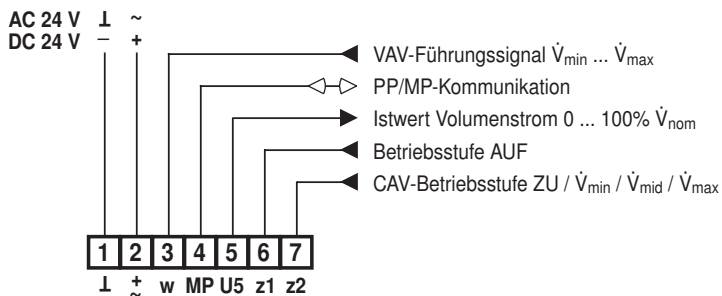 AC 24 V ⊥ ~
DC 24 V – +
VAV-Führungssignal V̇min ... V̇max
PP/MP-Kommunikation
Istwert Volumenstrom 0 ... 100% V̇nom
Betriebsstufe AUF
CAV-Betriebsstufe ZU / V̇min / V̇mid / V̇max
1 2 3 4 5 6 7
⊥ +~ w MP U5 z1 z2